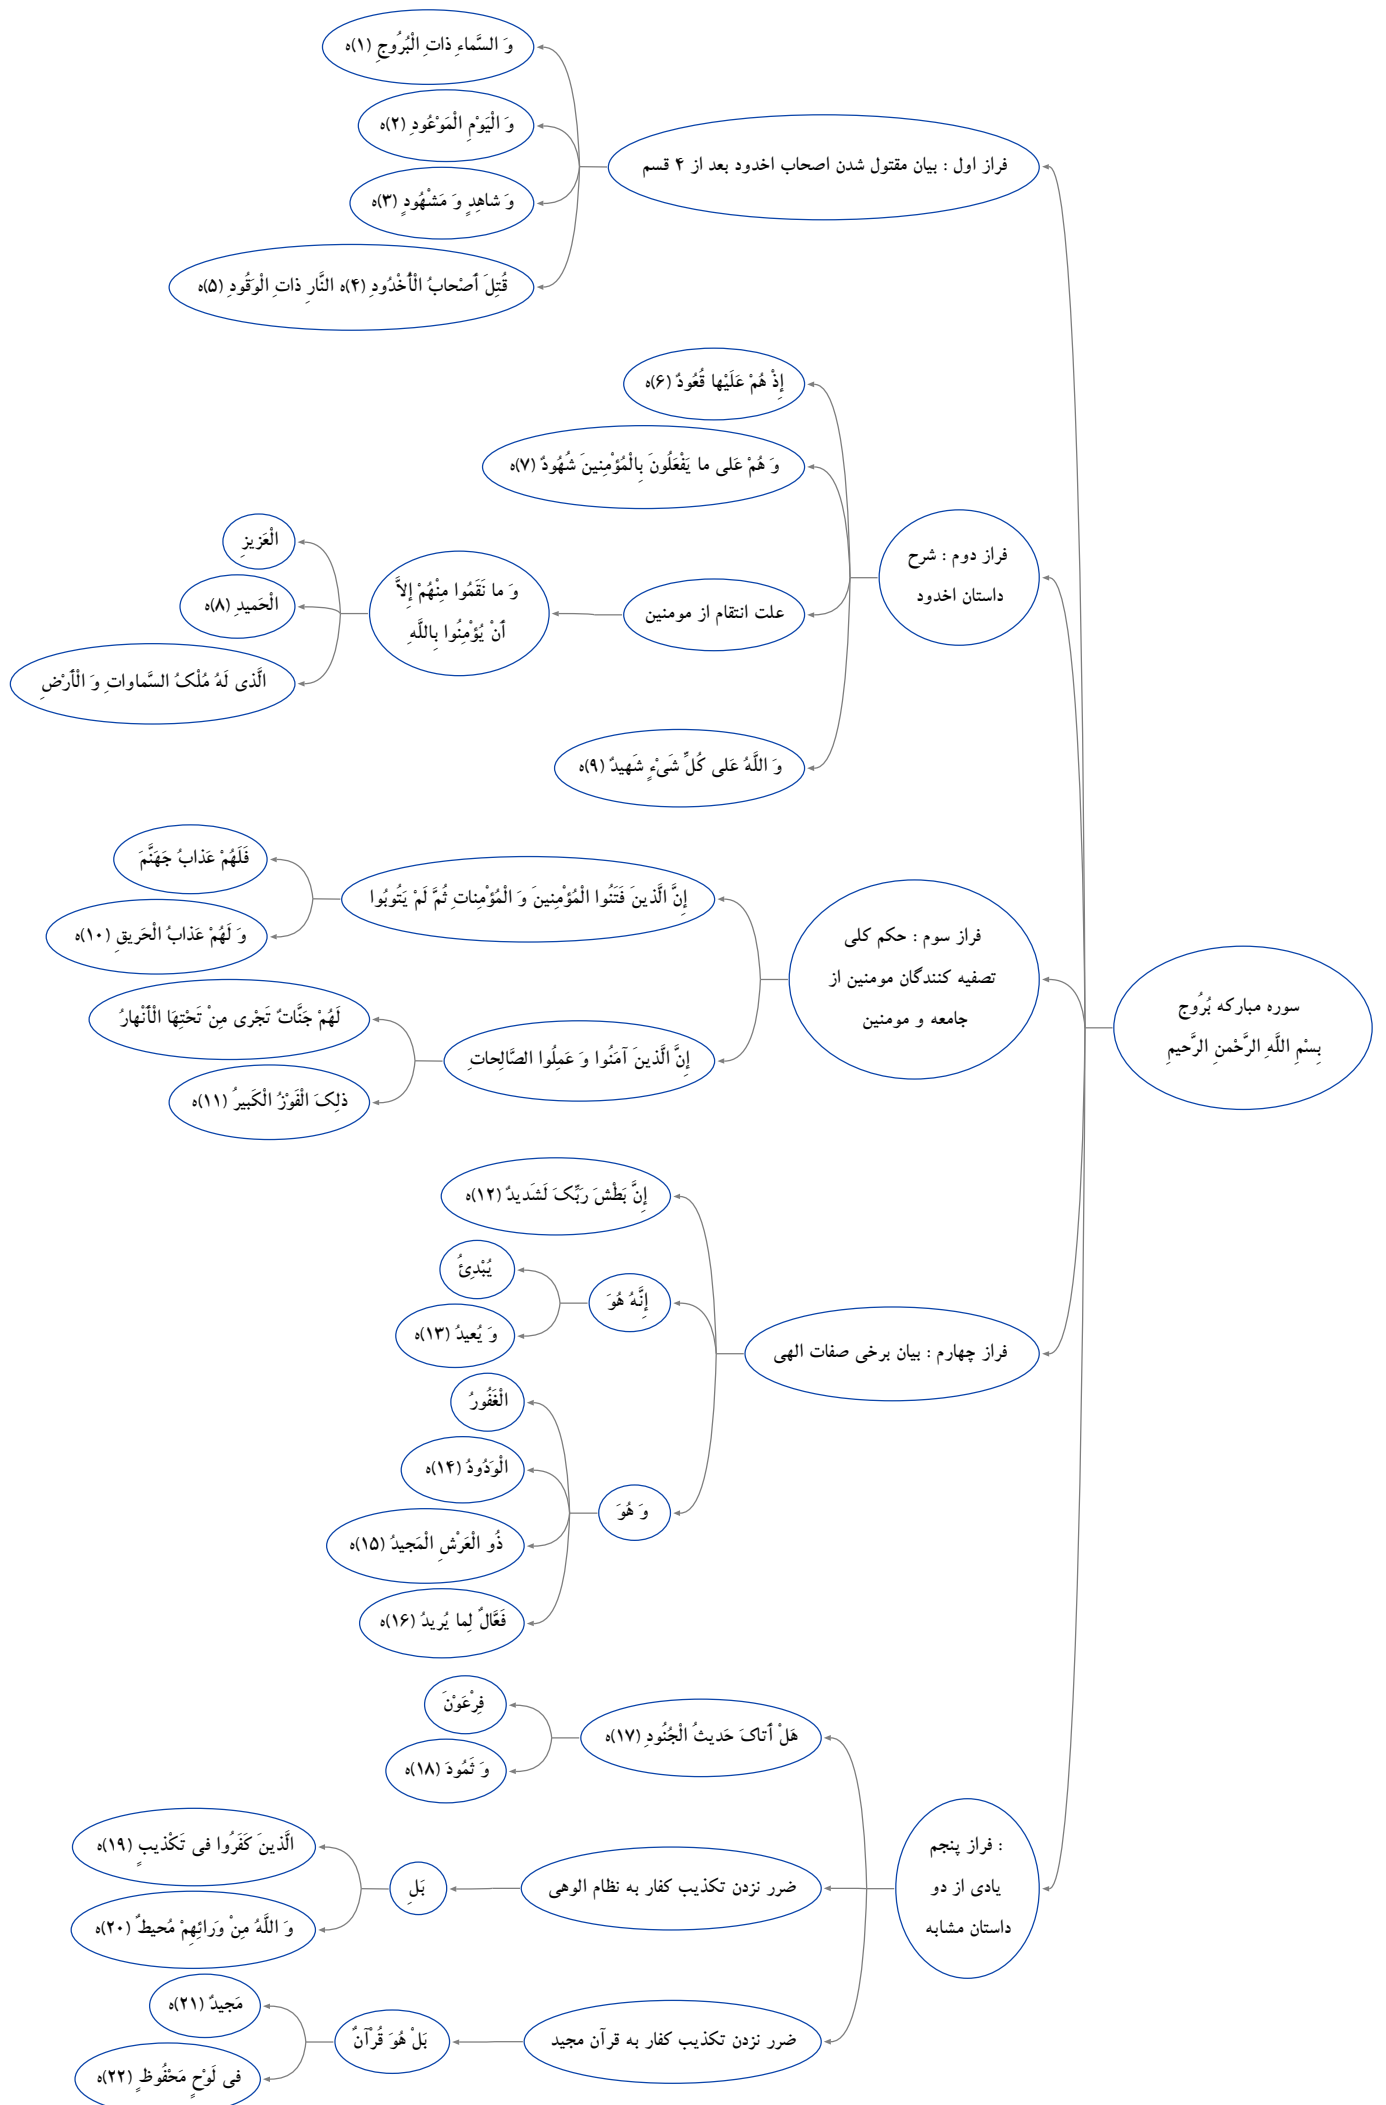 سوره مبارکه بُرُوج
بِسْمِ اللَّهِ الرَّحْمنِ الرَّحیمِ
فراز اول : بیان مقتول شدن اصحاب اخدود بعد از ۴ قسم
وَ السَّماءِ ذاتِ الْبُرُوجِ (۱)ه
وَ الْیَوْمِ الْمَوْعُودِ (۲)ه
وَ شاهِدٍ وَ مَشْهُودٍ (۳)ه
قُتِلَ أَصْحابُ الْأُخْدُودِ (۴)ه النَّارِ ذاتِ الْوَقُودِ (۵)ه
فراز دوم : شرح
داستان اخدود
إِذْ هُمْ عَلَیْها قُعُودٌ (۶)ه
وَ هُمْ عَلی ما یَفْعَلُونَ بِالْمُؤْمِنینَ شُهُودٌ (۷)ه
علت انتقام از مومنین
وَ ما نَقَمُوا مِنْهُمْ إِلاَّ
أَنْ یُؤْمِنُوا بِاللَّهِ
الْعَزیزِ
الْحَمیدِ (۸)ه
الَّذی لَهُ مُلْکُ السَّماواتِ وَ الْأَرْضِ
وَ اللَّهُ عَلی کُلِّ شَیْءٍ شَهیدٌ (۹)ه
فراز سوم : حکم کلی
تصفیه کنندگان مومنین از
جامعه و مومنین
إِنَّ الَّذینَ فَتَنُوا الْمُؤْمِنینَ وَ الْمُؤْمِناتِ ثُمَّ لَمْ یَتُوبُوا
فَلَهُمْ عَذابُ جَهَنَّمَ
وَ لَهُمْ عَذابُ الْحَریقِ (۱۰)ه
إِنَّ الَّذینَ آمَنُوا وَ عَمِلُوا الصَّالِحاتِ
لَهُمْ جَنَّاتٌ تَجْری مِنْ تَحْتِهَا الْأَنْهارُ
ذلِکَ الْفَوْزُ الْکَبیرُ (۱۱)ه
فراز چهارم : بیان برخی صفات الهی
إِنَّ بَطْشَ رَبِّکَ لَشَدیدٌ (۱۲)ه
إِنَّهُ هُوَ
یُبْدِئُ
وَ یُعیدُ (۱۳)ه
وَ هُوَ
الْغَفُورُ
الْوَدُودُ (۱۴)ه
ذُو الْعَرْشِ الْمَجیدُ (۱۵)ه
فَعَّالٌ لِما یُریدُ (۱۶)ه
: فراز پنجم
یادی از دو
داستان مشابه
هَلْ أَتاکَ حَدیثُ الْجُنُودِ (۱۷)ه
فِرْعَوْنَ
وَ ثَمُودَ (۱۸)ه
ضرر نزدن تکذیب کفار به نظام الوهی
بَلِ
الَّذینَ کَفَرُوا فی تَکْذیبٍ (۱۹)ه
وَ اللَّهُ مِنْ وَرائِهِمْ مُحیطٌ (۲۰)ه
ضرر نزدن تکذیب کفار به قرآن مجید
بَلْ هُوَ قُرْآنٌ
مَجیدٌ (۲۱)ه
فی لَوْحٍ مَحْفُوظٍ (۲۲)ه